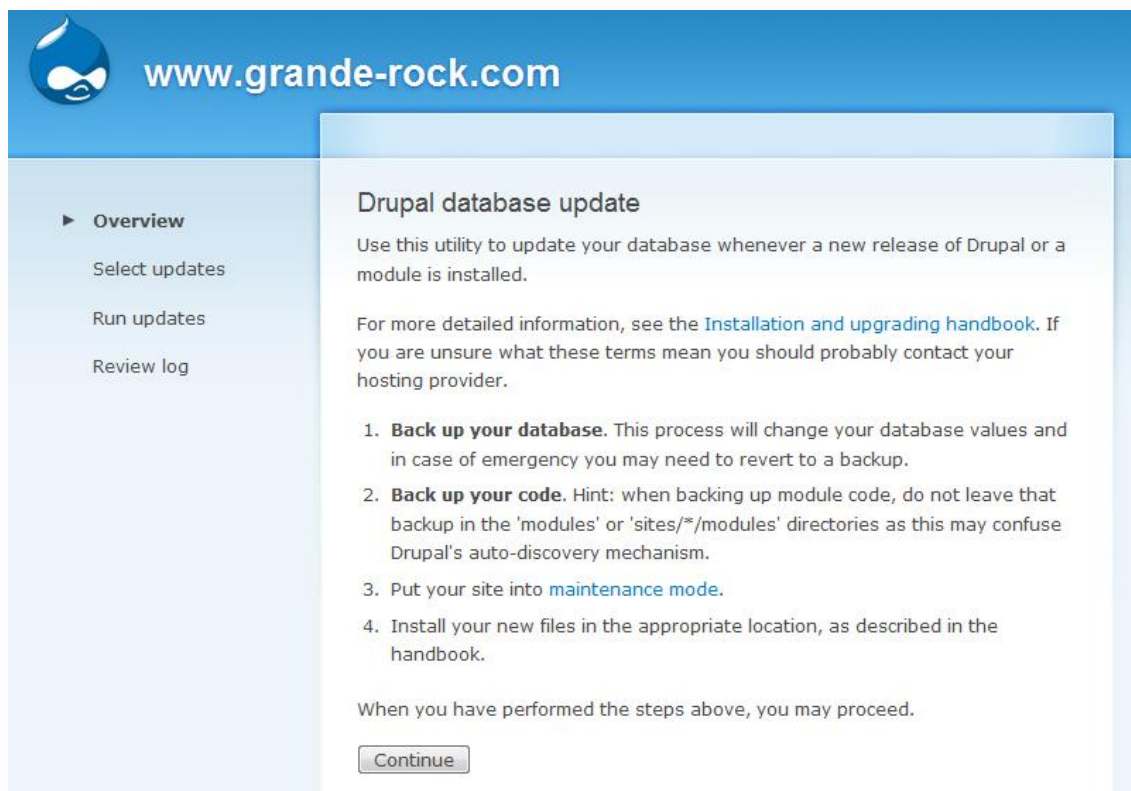 www.grande-rock.com
Overview
Select updates
Run updates
Review log
Drupal database update
Use this utility to update your database whenever a new release of Drupal or a
module is installed.
For more detailed information, see the Installation and upgrading handbook. If
you are unsure what these terms mean you should probably contact your
hosting provider.
1. Back up your database. This process will change your database values and
in case of emergency you may need to revert to a backup.
2. Back up your code. Hint: when backing up module code, do not leave that
backup in the 'modules' or 'sites/*/modules' directories as this may confuse
Drupal's auto-discovery mechanism.
3. Put your site into maintenance mode.
4. Install your new files in the appropriate location, as described in the
handbook.
When you have performed the steps above, you may proceed.
Continue